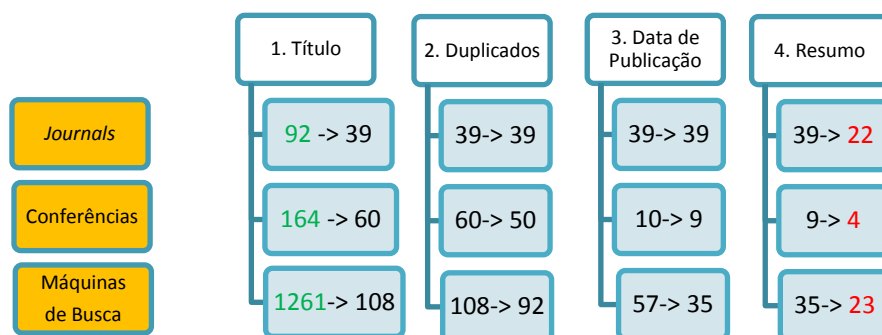 1. Título
2. Duplicados
3. Data de
Publicação
4. Resumo
Journals
92 -> 39
39-> 39
39-> 39
39-> 22
Conferências
164 -> 60
60-> 50
10-> 9
9-> 4
Máquinas
de Busca
1261-> 108
108-> 92
57-> 35
35-> 23